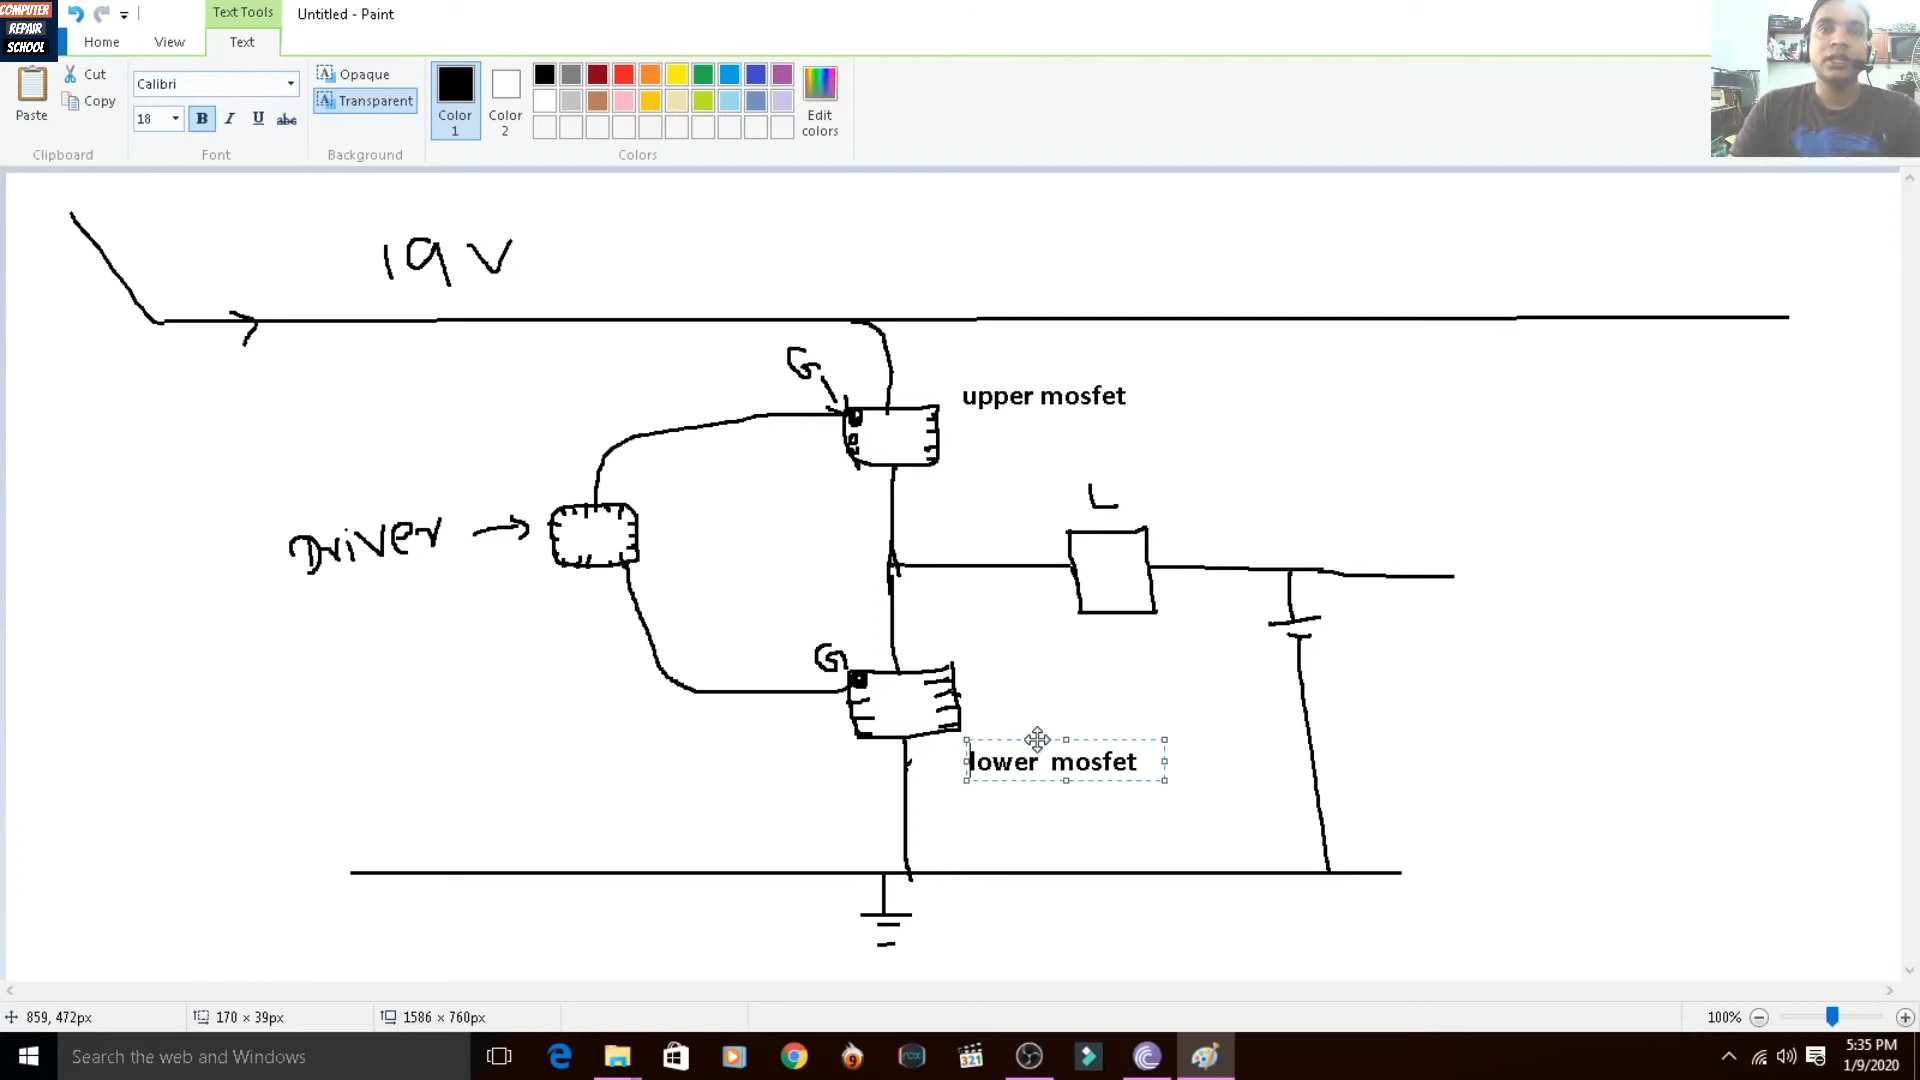 COMPUTER
REPAIR
SCHOOL
Text Tools
Untitled - Paint
Home
View
Text
Paste
Cut
Copy
Clipboard
Calibri
18
B I U abc
Font
Opaque
Transparent
Background
Color 1
Color 2
Edit colors
Colors
19 V
G
upper mosfet
Driver
L
G
lower mosfet
859, 472px
170 × 39px
1586 × 760px
100%
Search the web and Windows
321
5:35 PM
1/9/2020